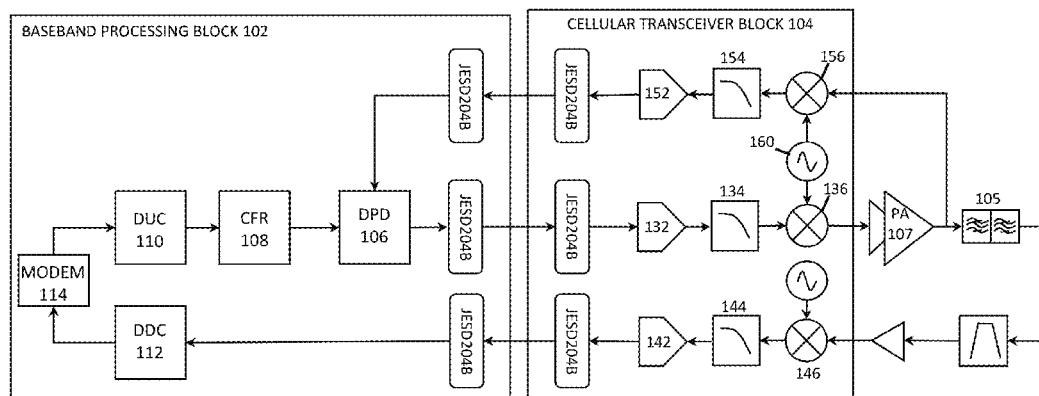 BASEBAND PROCESSING BLOCK 102
CELLULAR TRANSCEIVER BLOCK 104
JESD204B
JESD204B
152
154
156
160
DUC
110
CFR
108
DPD
106
JESD204B
JESD204B
132
134
136
PA
107
105
MODEM
114
DDC
112
JESD204B
JESD204B
142
144
146